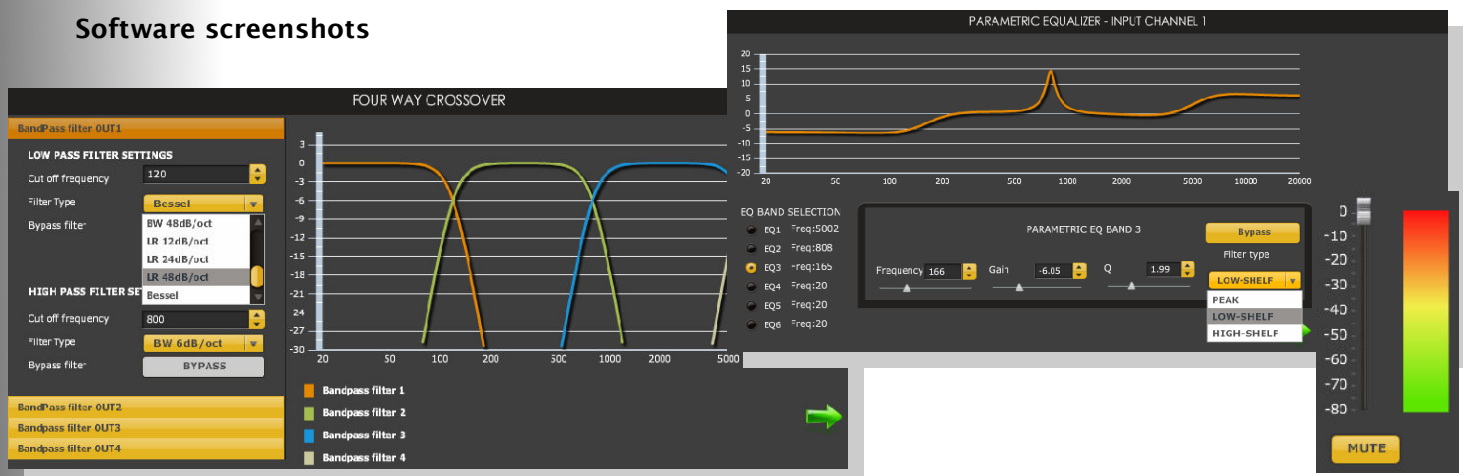 Software screenshots
FOUR WAY CROSSOVER
BandPass filter OUT1
LOW PASS FILTER SETTINGS
Cut off frequency 120
Filter Type Bessel
Bypass filter
BW 48dB/oct
LR 12dB/oct
LR 24dB/oct
LR 48dB/oct
Bessel
HIGH PASS FILTER SE
Cut off frequency 800
Filter Type BW 6dB/oct
Bypass filter BYPASS
BandPass filter OUT2
Bandpass filter OUT3
Bandpass filter OUT4
3
0
-3
-6
-9
-12
-15
-18
-21
24
-27
-30
20 50 100 200 500 1000 2000 5000
Bandpass filter 1
Bandpass filter 2
Bandpass filter 3
Bandpass filter 4
PARAMETRIC EQUALIZER - INPUT CHANNEL 1
20
15
10
5
0
-5
-10
-15
-20
20 50 100 200 500 1000 2000 5000 10000 20000
EQ BAND SELECTION
EQ1 Freq:5002
EQ2 Freq:808
EQ3 Freq:165
EQ4 Freq:20
EQ5 Freq:20
EQ6 Freq:20
PARAMETRIC EQ BAND 3
Frequency 166 Gain -6.05 Q 1.99
Bypass
Filter type
LOW-SHELF
PEAK
LOW-SHELF
HIGH-SHELF
0
-10
-20
-30
-40
-50
-60
-70
-80
MUTE